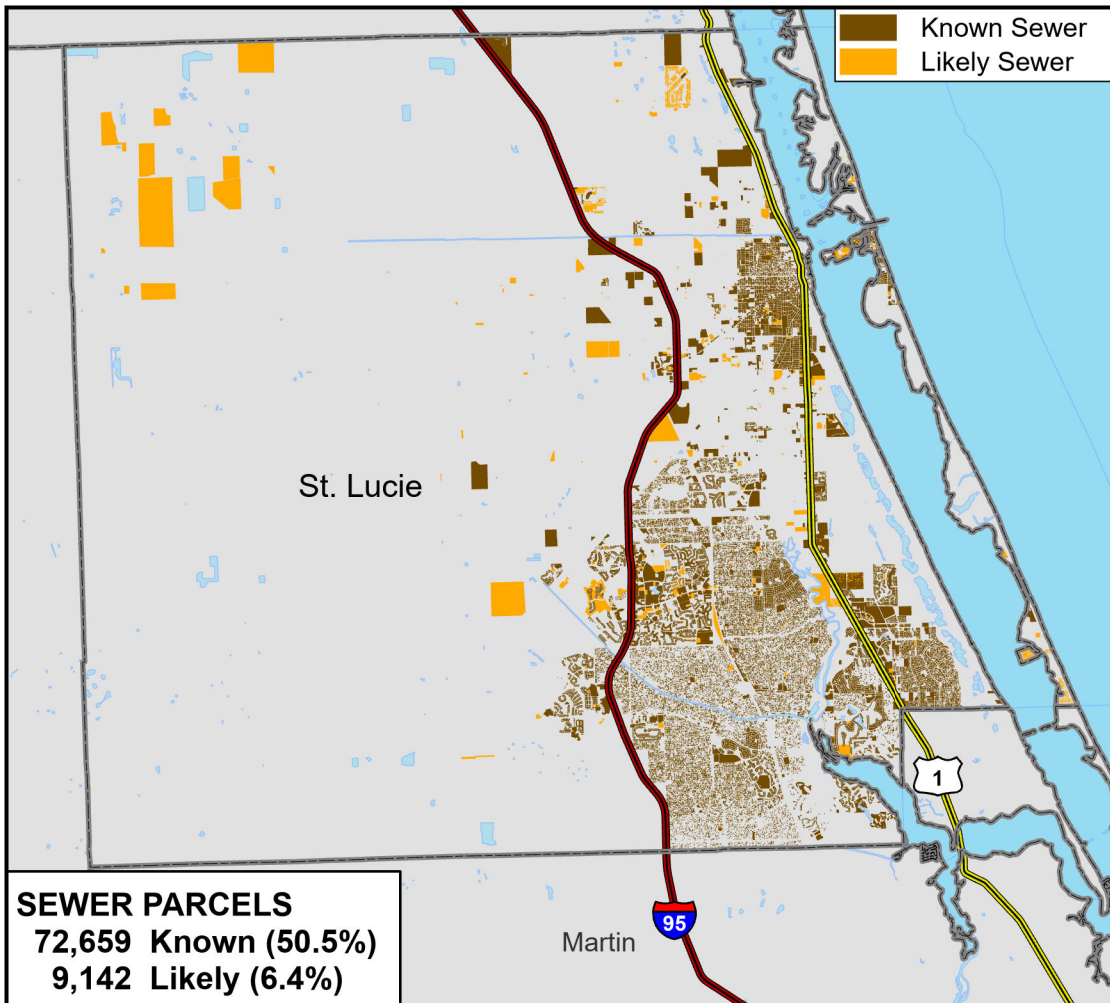 Known Sewer
Likely Sewer
St. Lucie
1
95
Martin
SEWER PARCELS
72,659 Known (50.5%)
9,142 Likely (6.4%)